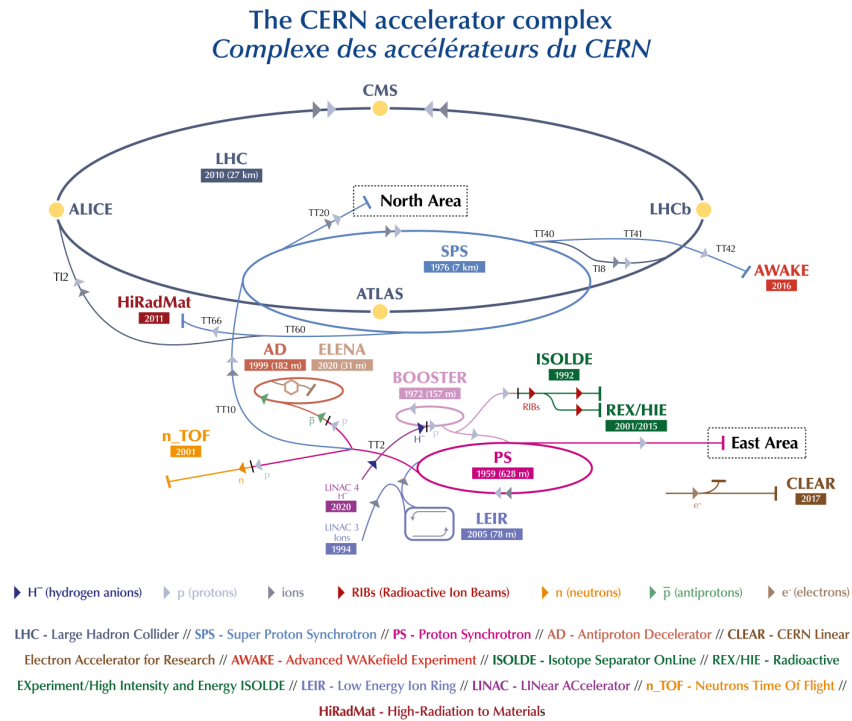 The CERN accelerator complex
Complexe des accélérateurs du CERN
CMS
LHC
2010 (27 km)
TT20
North Area
ALICE
LHCb
TT40
TT41
SPS
1976 (7 km)
TT42
TI2
TI8
AWAKE
2016
HiRadMat
2011
ATLAS
TT66
TT60
AD
1999 (182 m)
ELENA
2020 (31 m)
ISOLDE
1992
BOOSTER
1972 (157 m)
RIBs
REX/HIE
2001/2015
TT10
p̅
p
H⁻
p
n_TOF
2001
TT2
East Area
PS
1959 (628 m)
n
p
LINAC 4
H⁻
2020
CLEAR
2017
e⁻
LINAC 3
Ions
1994
LEIR
2005 (78 m)
H⁻ (hydrogen anions)
p (protons)
ions
RIBs (Radioactive Ion Beams)
n (neutrons)
p̅ (antiprotons)
e⁻ (electrons)
LHC - Large Hadron Collider // SPS - Super Proton Synchrotron // PS - Proton Synchrotron // AD - Antiproton Decelerator // CLEAR - CERN Linear
Electron Accelerator for Research // AWAKE - Advanced WAKefield Experiment // ISOLDE - Isotope Separator OnLine // REX/HIE - Radioactive
EXperiment/High Intensity and Energy ISOLDE // LEIR - Low Energy Ion Ring // LINAC - LINear ACcelerator // n_TOF - Neutrons Time Of Flight //
HiRadMat - High-Radiation to Materials